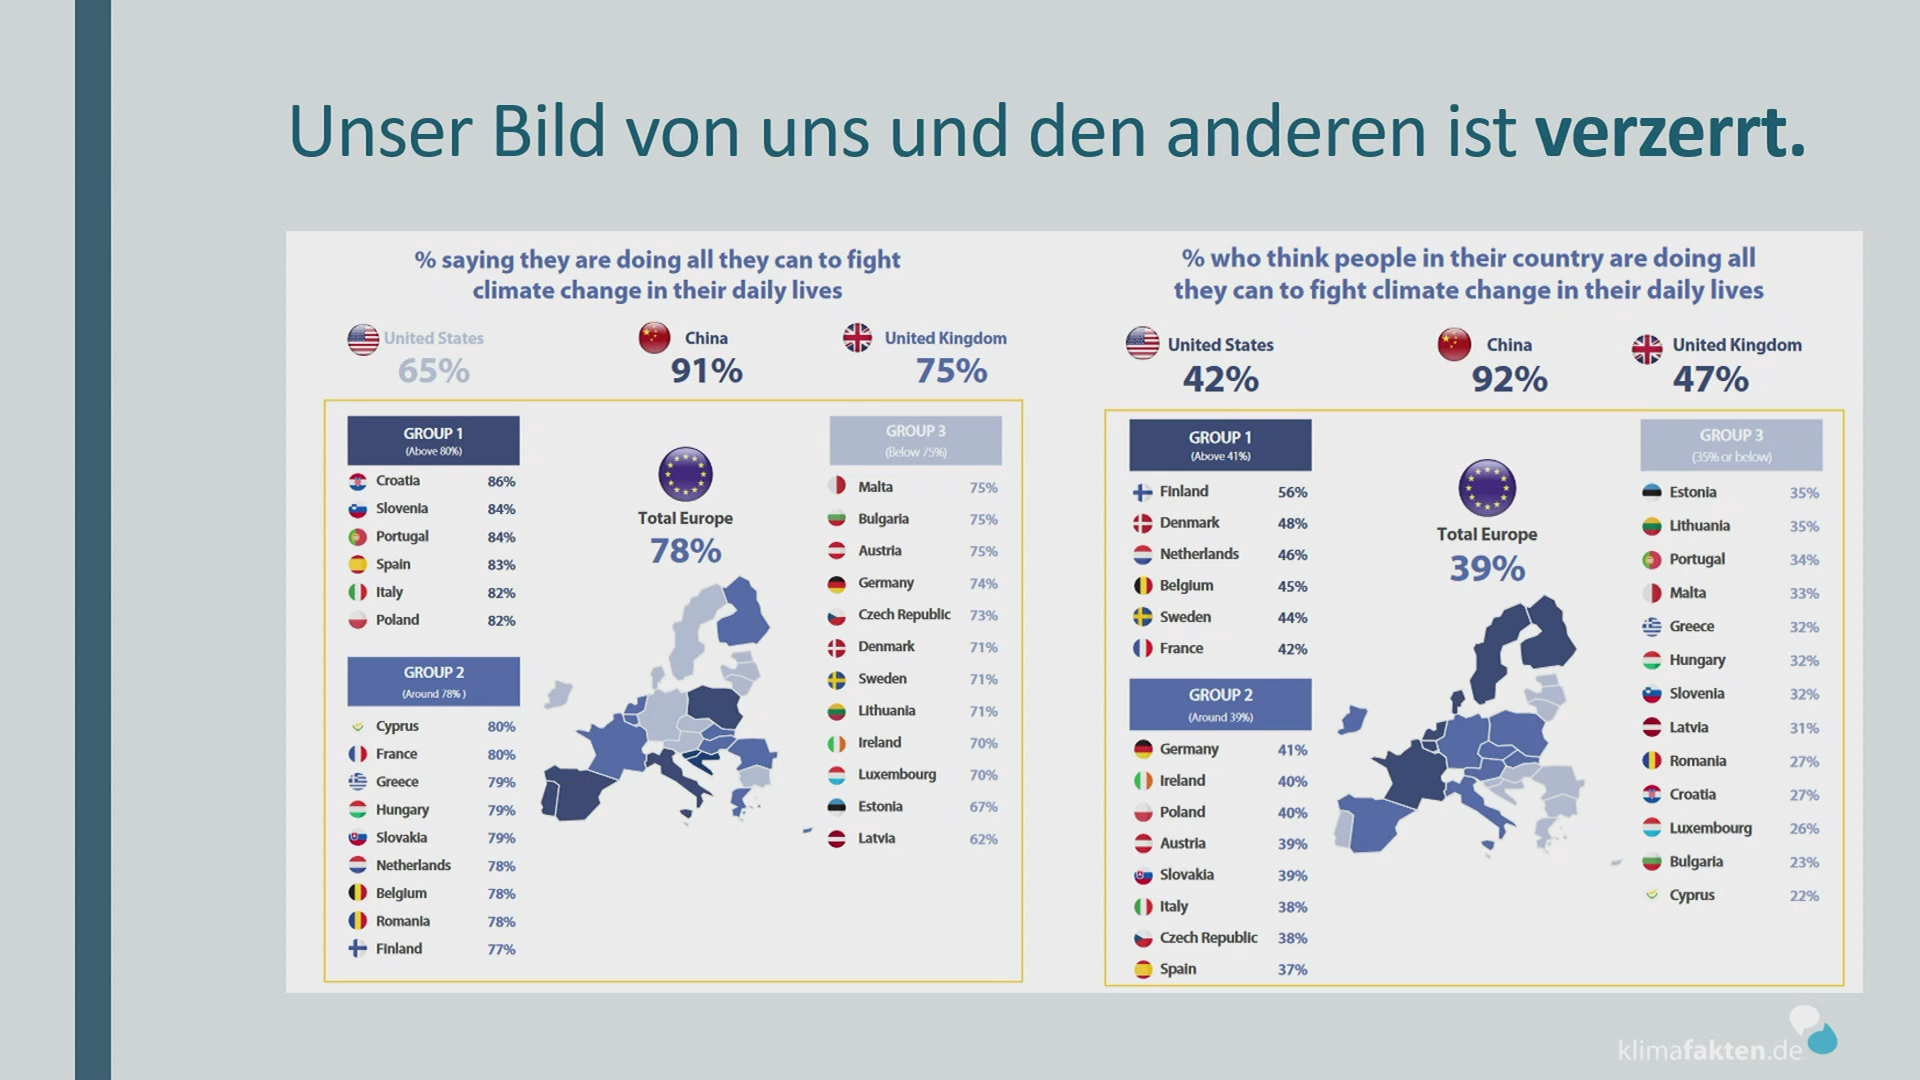 Unser Bild von uns und den anderen ist verzerrt.
% saying they are doing all they can to fight
climate change in their daily lives
United States
65%
China
91%
United Kingdom
75%
GROUP 1
(Above 80%)
Croatia 86%
Slovenia 84%
Portugal 84%
Spain 83%
Italy 82%
Poland 82%
GROUP 2
(Around 78% )
Cyprus 80%
France 80%
Greece 79%
Hungary 79%
Slovakia 79%
Netherlands 78%
Belgium 78%
Romania 78%
Finland 77%
Total Europe
78%
GROUP 3
(Below 75%)
Malta 75%
Bulgaria 75%
Austria 75%
Germany 74%
Czech Republic 73%
Denmark 71%
Sweden 71%
Lithuania 71%
Ireland 70%
Luxembourg 70%
Estonia 67%
Latvia 62%
% who think people in their country are doing all
they can to fight climate change in their daily lives
United States
42%
China
92%
United Kingdom
47%
GROUP 1
(Above 41%)
Finland 56%
Denmark 48%
Netherlands 46%
Belgium 45%
Sweden 44%
France 42%
GROUP 2
(Around 39%)
Germany 41%
Ireland 40%
Poland 40%
Austria 39%
Slovakia 39%
Italy 38%
Czech Republic 38%
Spain 37%
Total Europe
39%
GROUP 3
(35% or below)
Estonia 35%
Lithuania 35%
Portugal 34%
Malta 33%
Greece 32%
Hungary 32%
Slovenia 32%
Latvia 31%
Romania 27%
Croatia 27%
Luxembourg 26%
Bulgaria 23%
Cyprus 22%
klimafakten.de